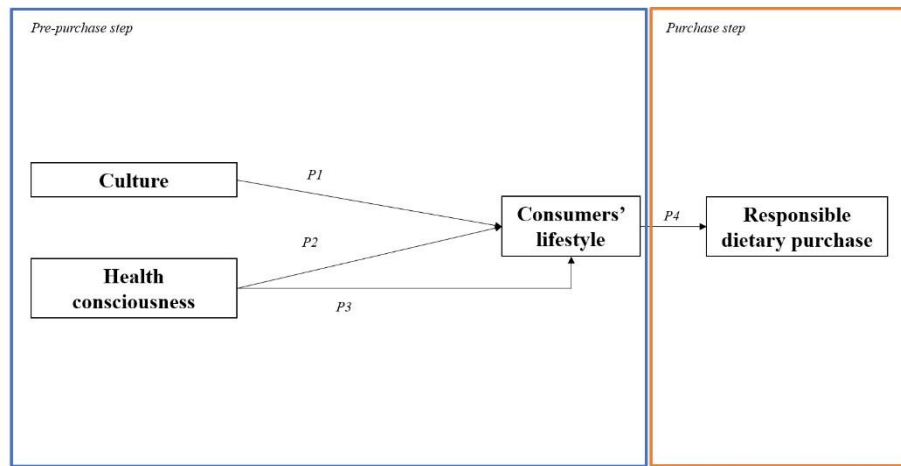 Pre-purchase step
Purchase step
Culture
P1
P2
Health
consciousness
P3
Consumers’
lifestyle
P4
Responsible
dietary purchase